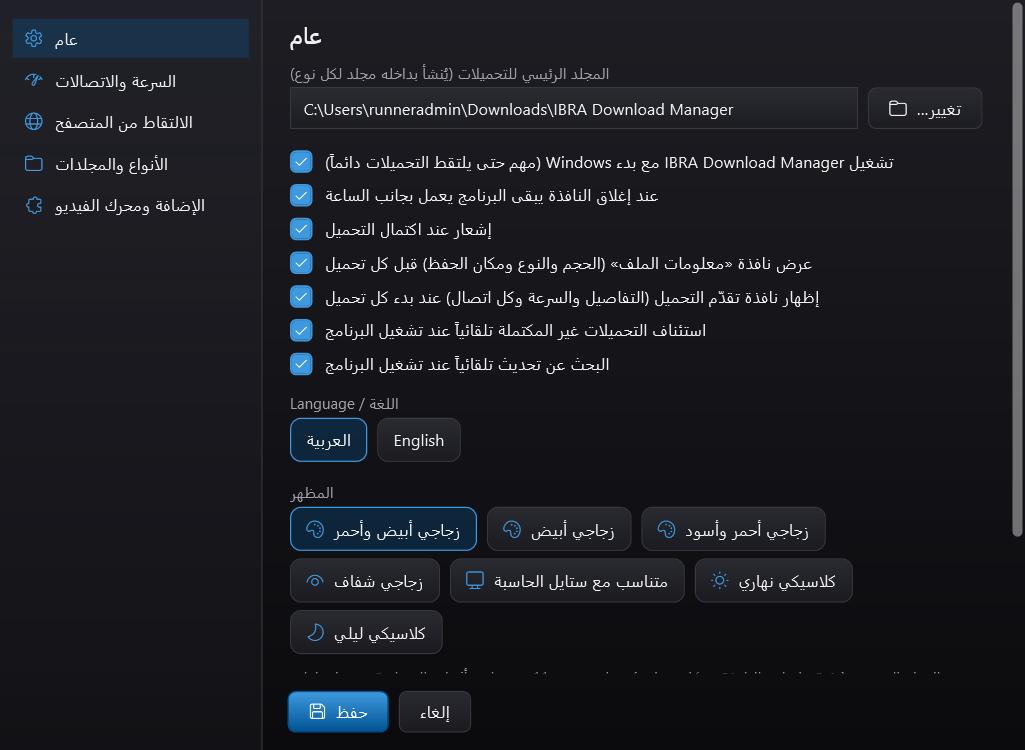 عام
السرعة والاتصالات
الالتقاط من المتصفح
الأنواع والمجلدات
الإضافة ومحرك الفيديو
عام
المجلد الرئيسي للتحميلات (يُنشأ بداخله مجلد لكل نوع)
C:\Users\runneradmin\Downloads\IBRA Download Manager
تغيير...
تشغيل IBRA Download Manager مع بدء Windows (مهم حتى يلتقط التحميلات دائماً)
عند إغلاق النافذة يبقى البرنامج يعمل بجانب الساعة
إشعار عند اكتمال التحميل
عرض نافذة «معلومات الملف» (الحجم والنوع ومكان الحفظ) قبل كل تحميل
إظهار نافذة تقدّم التحميل (التفاصيل والسرعة وكل اتصال) عند بدء كل تحميل
استئناف التحميلات غير المكتملة تلقائياً عند تشغيل البرنامج
البحث عن تحديث تلقائياً عند تشغيل البرنامج
اللغة / Language
العربية
English
المظهر
زجاجي أبيض وأحمر
زجاجي أبيض
زجاجي أحمر وأسود
زجاجي شفاف
متناسب مع ستايل الحاسبة
كلاسيكي نهاري
كلاسيكي ليلي
حفظ
إلغاء